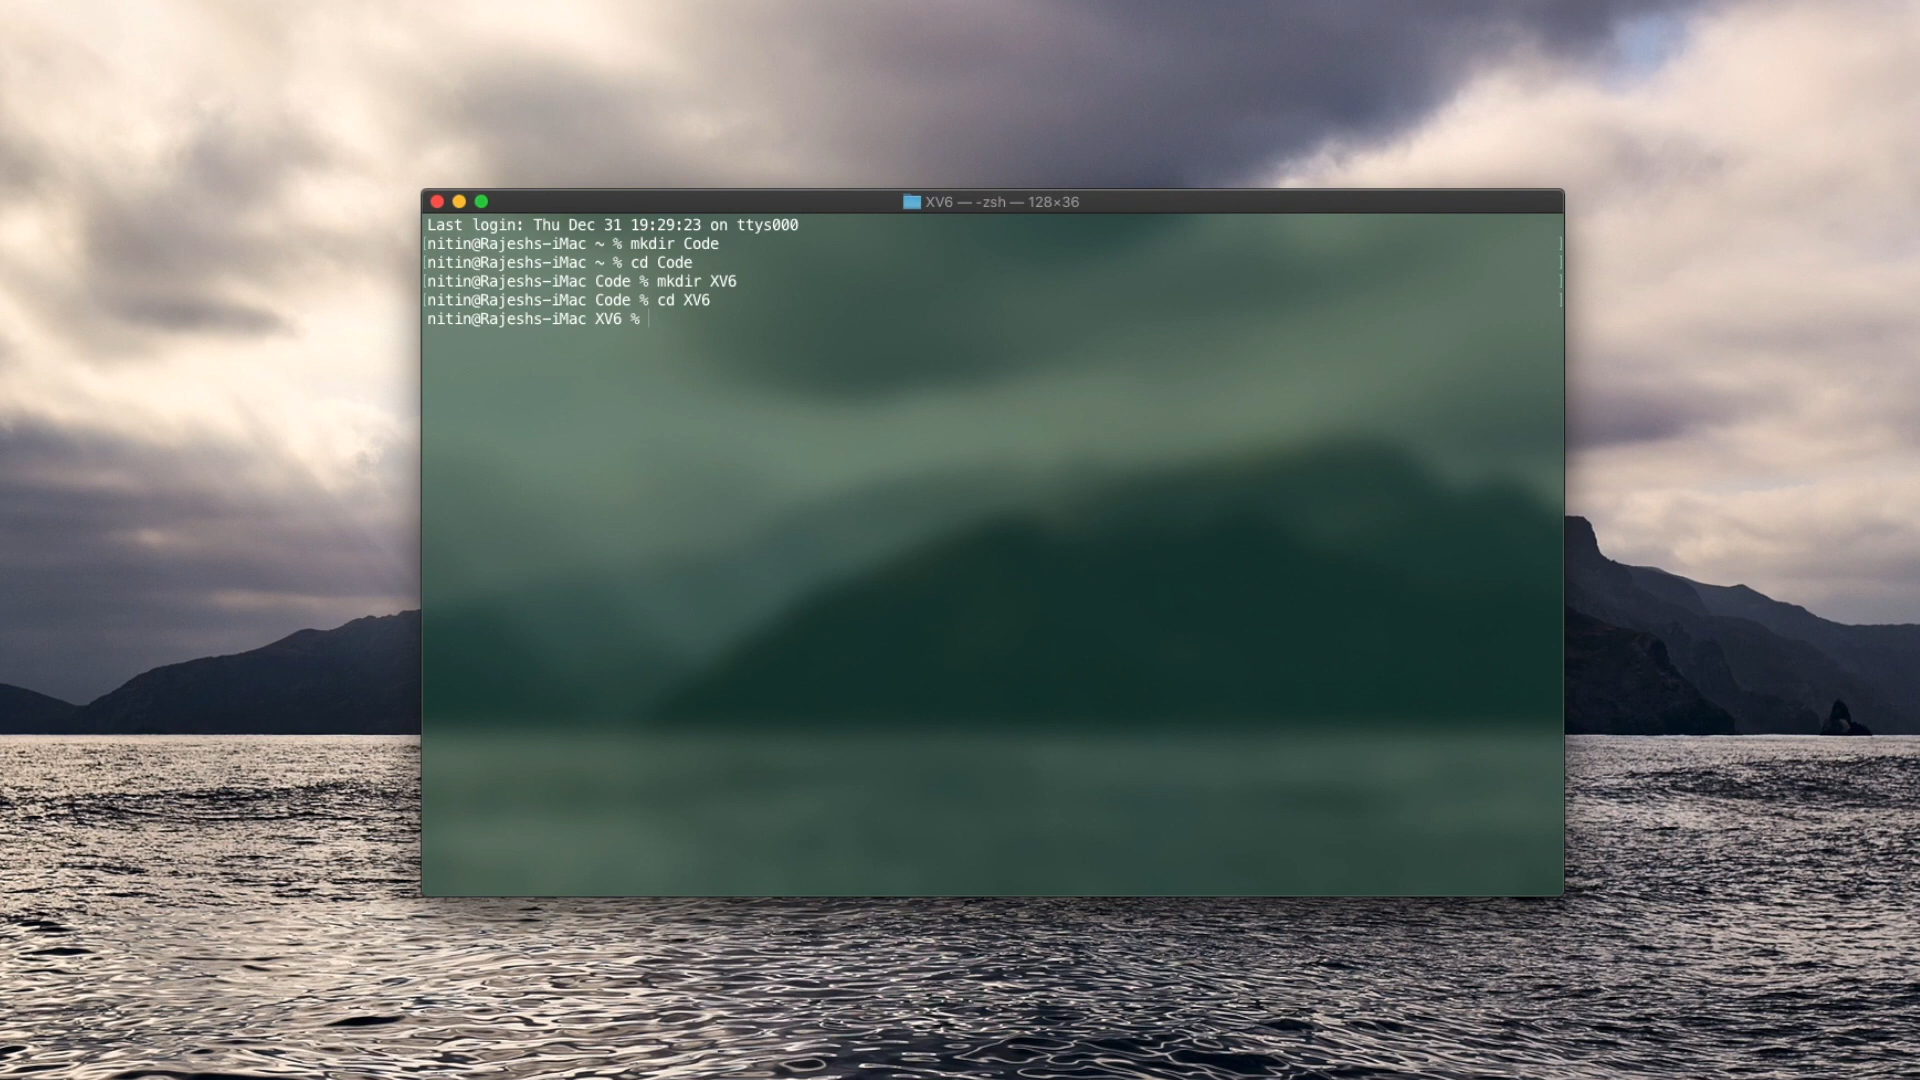 XV6 — -zsh — 128×36
Last login: Thu Dec 31 19:29:23 on ttys000
[nitin@Rajeshs-iMac ~ % mkdir Code ]
[nitin@Rajeshs-iMac ~ % cd Code ]
[nitin@Rajeshs-iMac Code % mkdir XV6 ]
[nitin@Rajeshs-iMac Code % cd XV6 ]
nitin@Rajeshs-iMac XV6 %